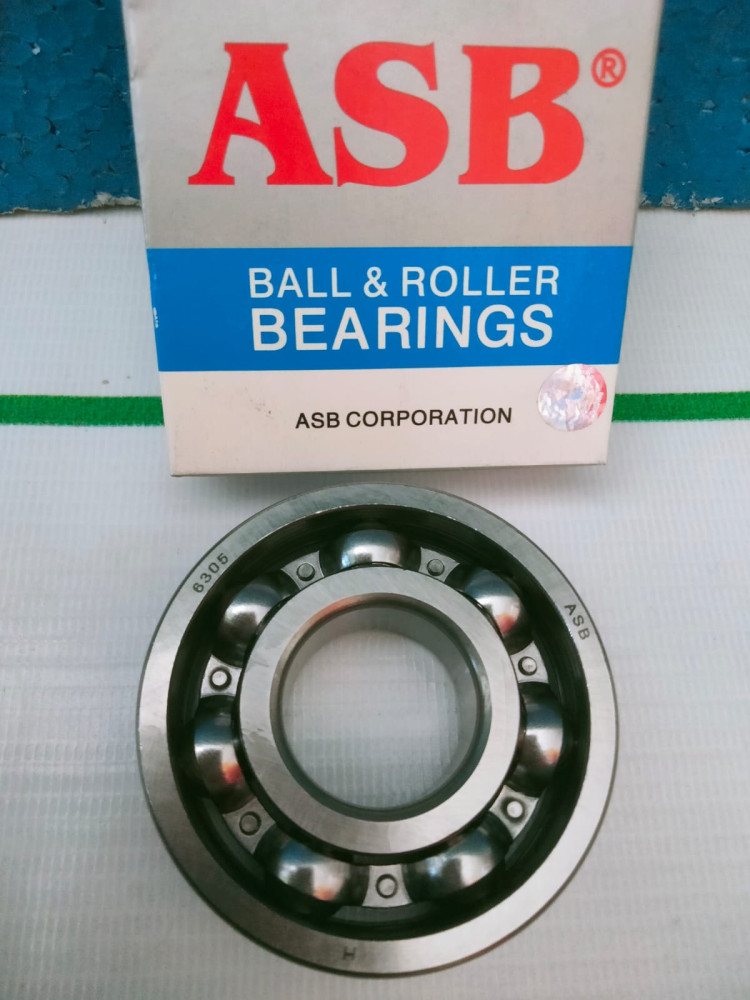 ASB®
BALL & ROLLER
BEARINGS
ASB CORPORATION
6305
ASB
H